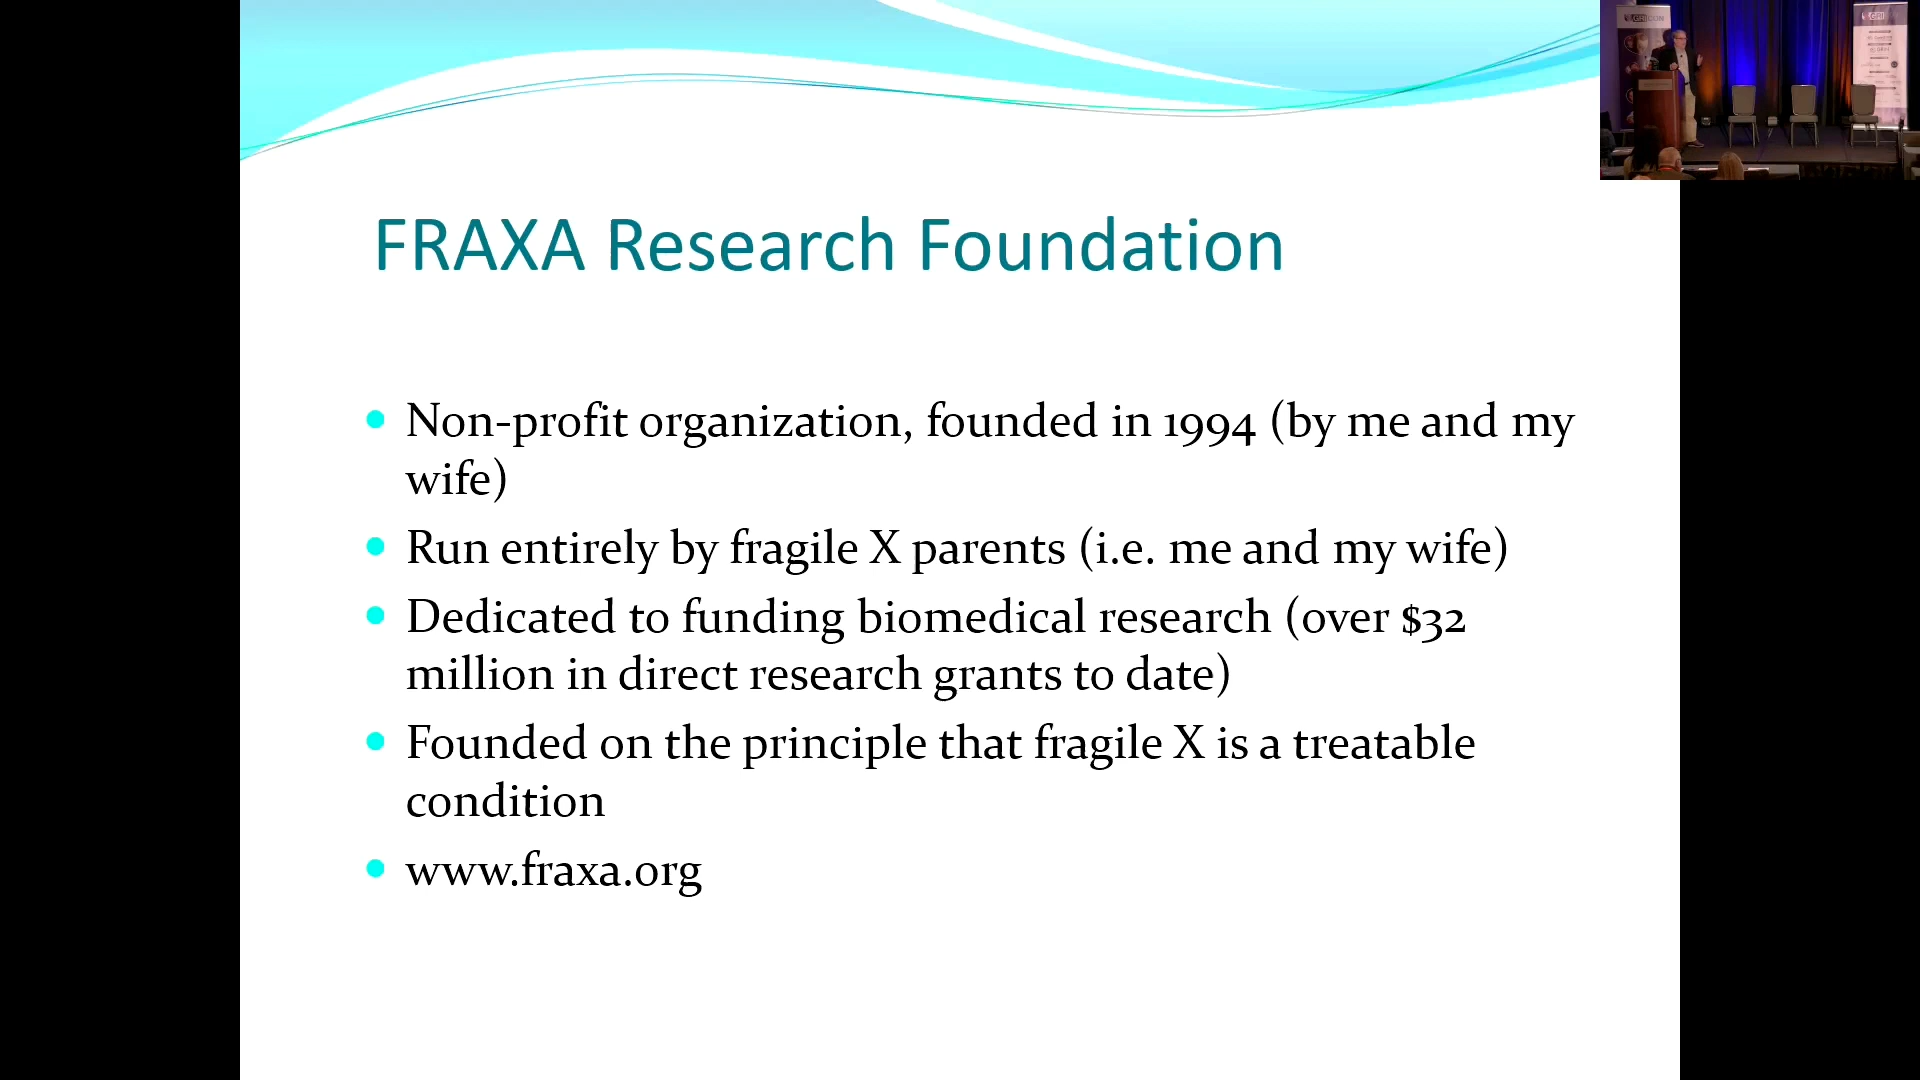 FRAXA Research Foundation
Non-profit organization, founded in 1994 (by me and my
wife)
Run entirely by fragile X parents (i.e. me and my wife)
Dedicated to funding biomedical research (over $32
million in direct research grants to date)
Founded on the principle that fragile X is a treatable
condition
www.fraxa.org